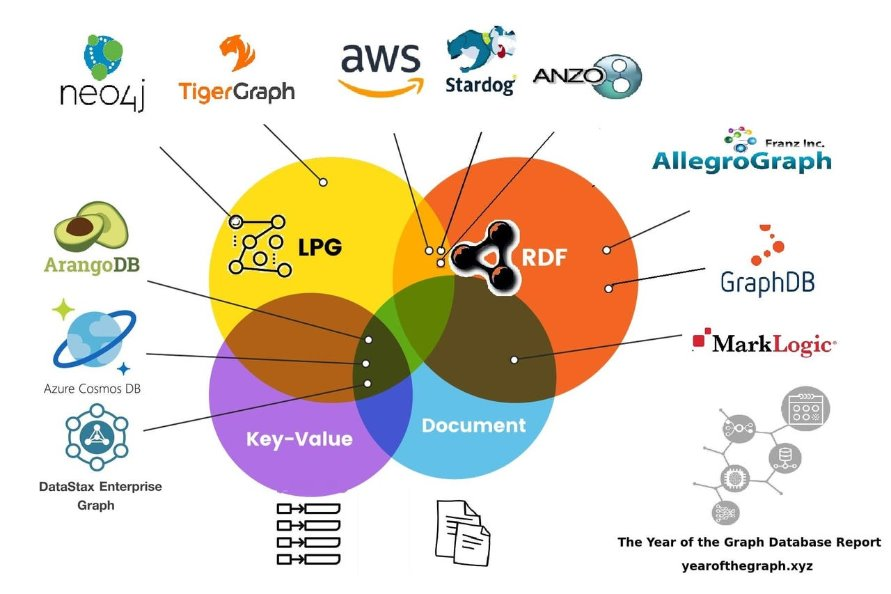 neo4j
TigerGraph
aws
Stardog
ANZO
Franz Inc.
AllegroGraph
ArangoDB
LPG
RDF
GraphDB
MarkLogic
Azure Cosmos DB
Key-Value
Document
DataStax Enterprise
Graph
The Year of the Graph Database Report
yearofthegraph.xyz